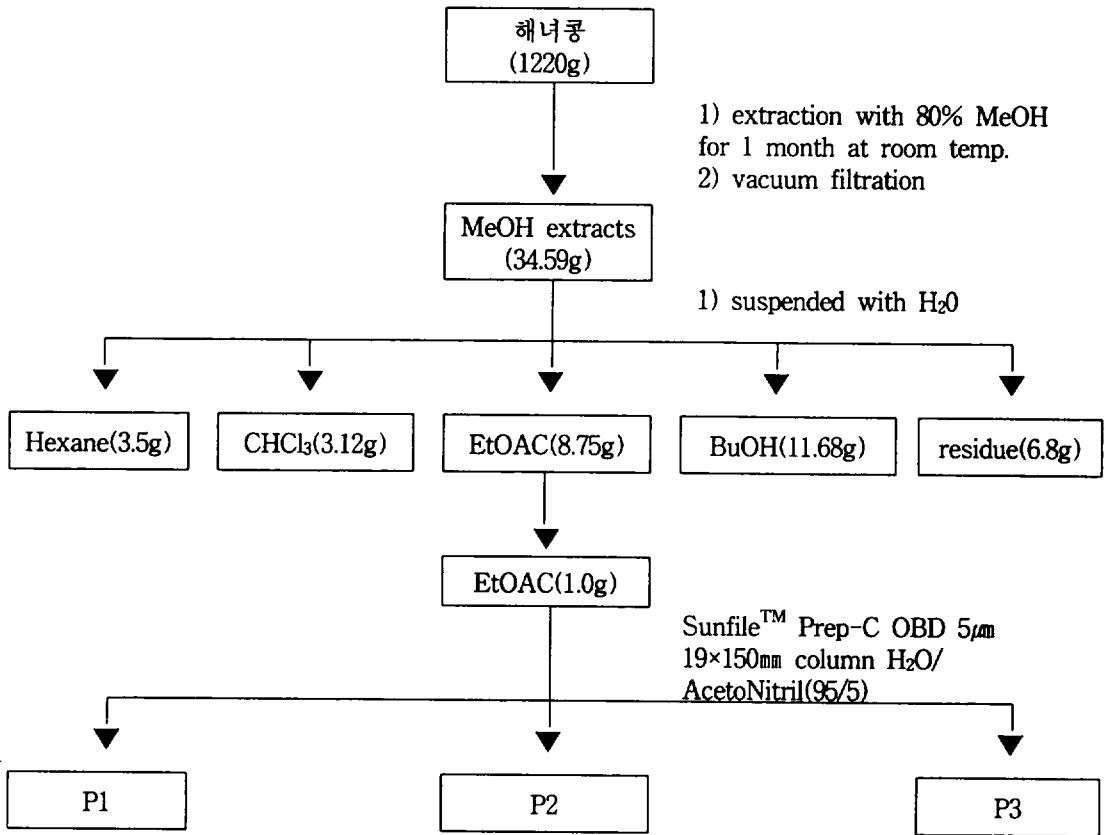 해녀콩
(1220g)
1) extraction with 80% MeOH
for 1 month at room temp.
2) vacuum filtration
MeOH extracts
(34.59g)
1) suspended with H₂0
Hexane(3.5g)
CHCl₃(3.12g)
EtOAC(8.75g)
BuOH(11.68g)
residue(6.8g)
EtOAC(1.0g)
Sunfile™ Prep-C OBD 5㎛
19×150㎜ column H₂O/
AcetoNitril(95/5)
P1
P2
P3